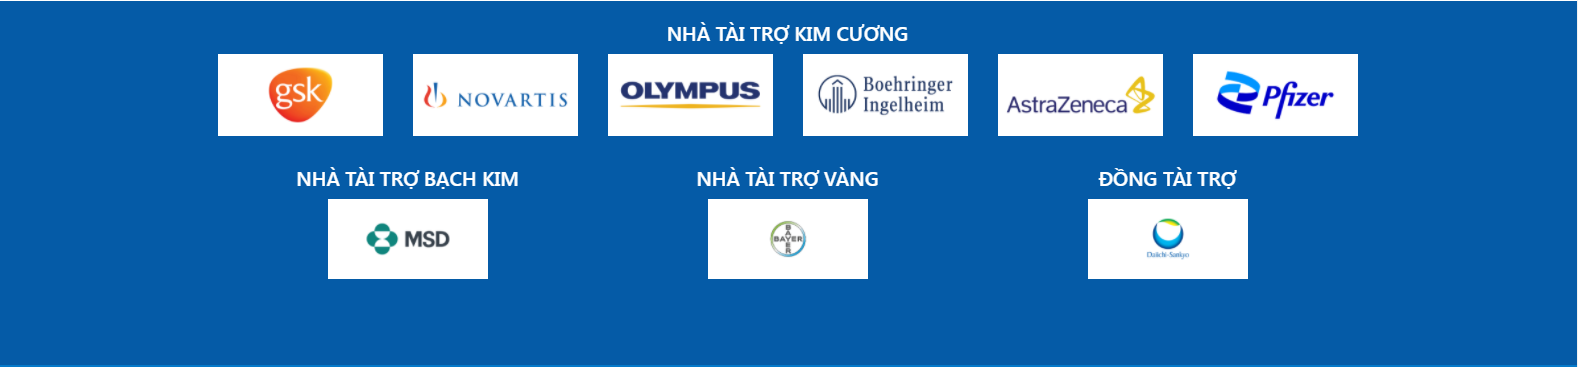 NHÀ TÀI TRỢ KIM CƯƠNG
gsk
NOVARTIS
OLYMPUS
Boehringer
Ingelheim
AstraZeneca
Pfizer
NHÀ TÀI TRỢ BẠCH KIM
NHÀ TÀI TRỢ VÀNG
ĐỒNG TÀI TRỢ
MSD
BAYER
BAYER
Daiichi-Sankyo